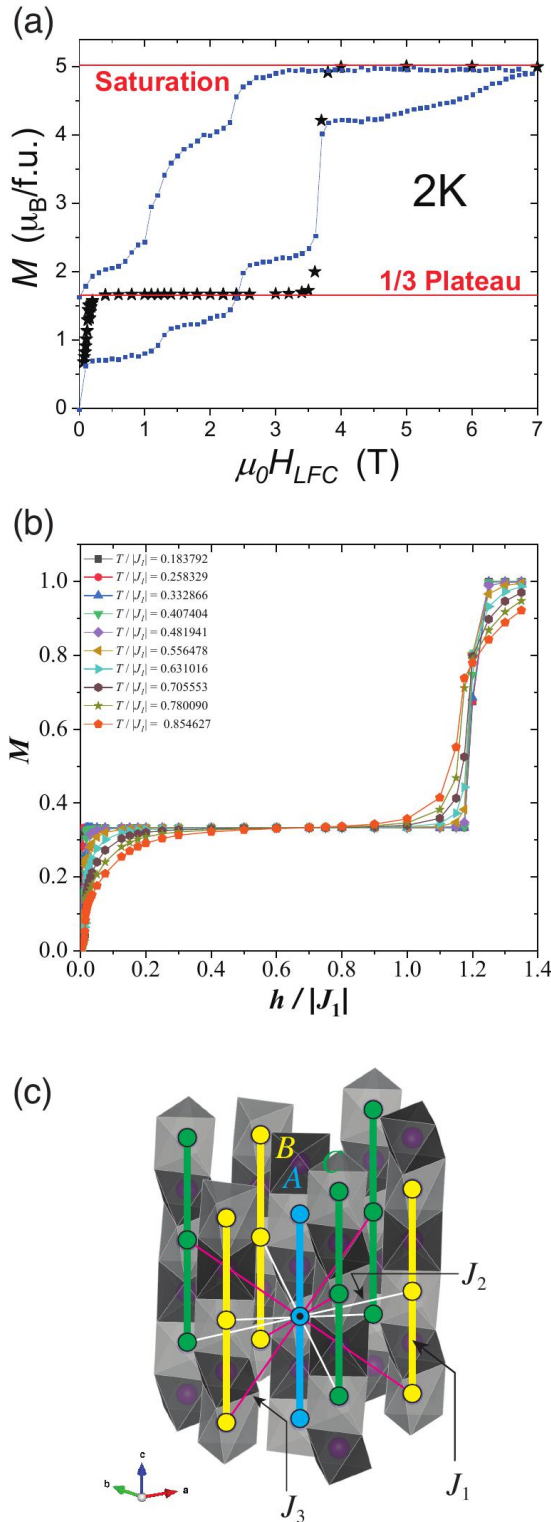 (a)
5
4
3
2
1
0
M (μB/f.u.)
Saturation
2K
1/3 Plateau
0 1 2 3 4 5 6 7
μ0HLFC (T)
(b)
1.0
0.8
0.6
0.4
0.2
0.0
M
T / |J1| = 0.183792
T / |J1| = 0.258329
T / |J1| = 0.332866
T / |J1| = 0.407404
T / |J1| = 0.481941
T / |J1| = 0.556478
T / |J1| = 0.631016
T / |J1| = 0.705553
T / |J1| = 0.780090
T / |J1| = 0.854627
0.0 0.2 0.4 0.6 0.8 1.0 1.2 1.4
h / |J1|
(c)
B
C
A
J2
J1
J3
c
b
a